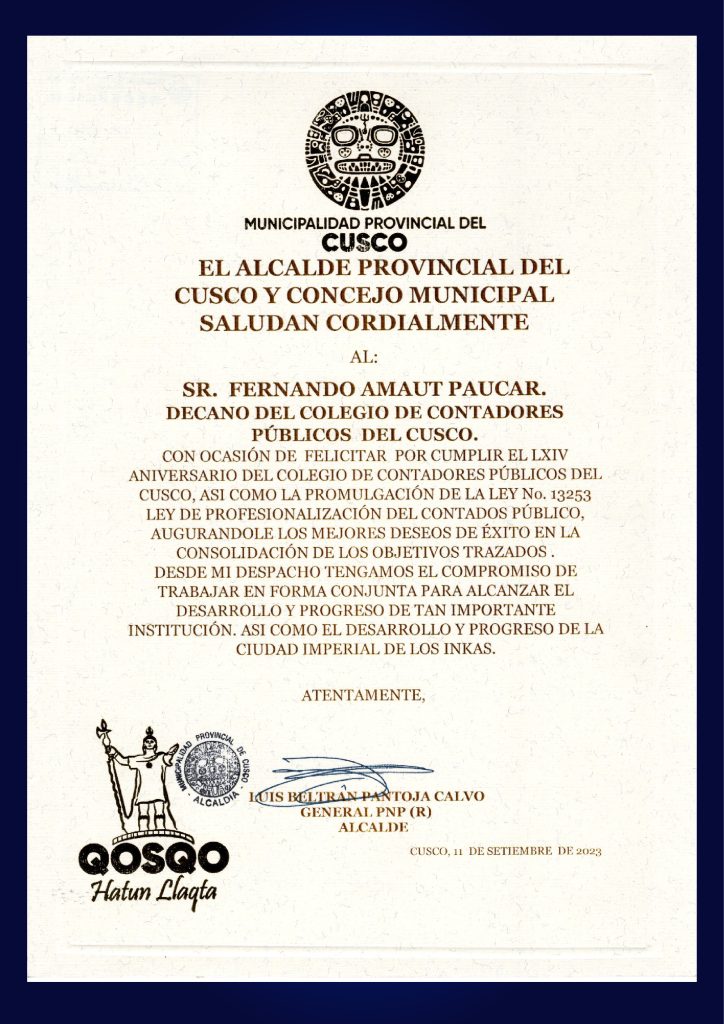 MUNICIPALIDAD PROVINCIAL DEL
CUSCO
EL ALCALDE PROVINCIAL DEL
CUSCO Y CONCEJO MUNICIPAL
SALUDAN CORDIALMENTE
AL:
SR. FERNANDO AMAUT PAUCAR.
DECANO DEL COLEGIO DE CONTADORES
PÚBLICOS DEL CUSCO.
CON OCASIÓN DE FELICITAR POR CUMPLIR EL LXIV
ANIVERSARIO DEL COLEGIO DE CONTADORES PÚBLICOS DEL
CUSCO, ASI COMO LA PROMULGACIÓN DE LA LEY No. 13253
LEY DE PROFESIONALIZACIÓN DEL CONTADOS PÚBLICO,
AUGURANDOLE LOS MEJORES DESEOS DE ÉXITO EN LA
CONSOLIDACIÓN DE LOS OBJETIVOS TRAZADOS .
DESDE MI DESPACHO TENGAMOS EL COMPROMISO DE
TRABAJAR EN FORMA CONJUNTA PARA ALCANZAR EL
DESARROLLO Y PROGRESO DE TAN IMPORTANTE
INSTITUCIÓN. ASI COMO EL DESARROLLO Y PROGRESO DE LA
CIUDAD IMPERIAL DE LOS INKAS.
ATENTAMENTE,
MUNICIPALIDAD PROVINCIAL DE CUSCO
- ALCALDIA -
LUIS BELTRÁN PANTOJA CALVO
GENERAL PNP (R)
ALCALDE
CUSCO, 11 DE SETIEMBRE DE 2023
QOSQO
Hatun Llaqta